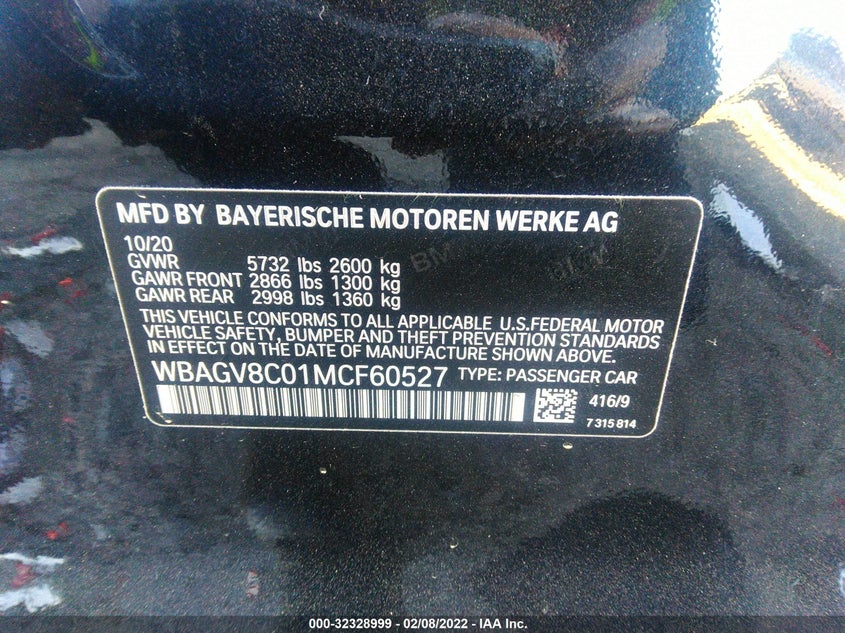 MFD BY BAYERISCHE MOTOREN WERKE AG
10/20
GVWR 5732 lbs 2600 kg
GAWR FRONT 2866 lbs 1300 kg
GAWR REAR 2998 lbs 1360 kg
THIS VEHICLE CONFORMS TO ALL APPLICABLE U.S.FEDERAL MOTOR
VEHICLE SAFETY, BUMPER AND THEFT PREVENTION STANDARDS
IN EFFECT ON THE DATE OF MANUFACTURE SHOWN ABOVE.
WBAGV8C01MCF60527 TYPE: PASSENGER CAR
416/9
7 315 814
000-32328999 - 02/08/2022 - IAA Inc.